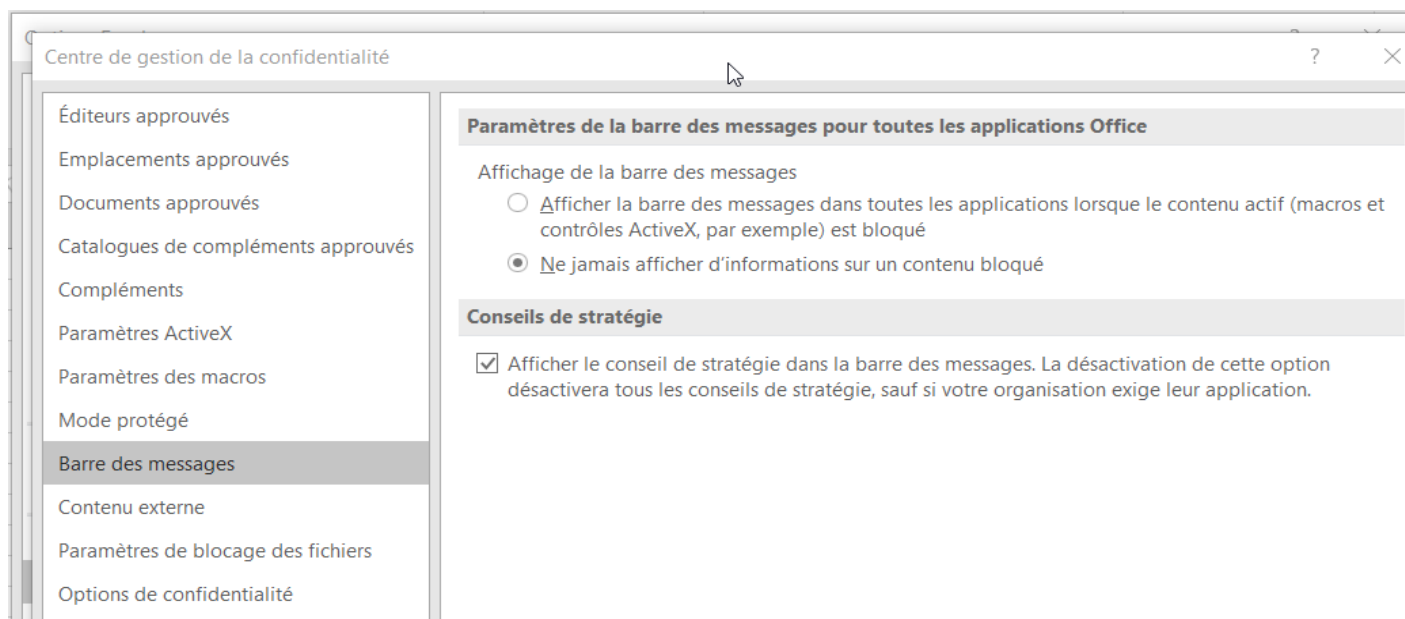 Centre de gestion de la confidentialité
?
Éditeurs approuvés
Emplacements approuvés
Documents approuvés
Catalogues de compléments approuvés
Compléments
Paramètres ActiveX
Paramètres des macros
Mode protégé
Barre des messages
Contenu externe
Paramètres de blocage des fichiers
Options de confidentialité
Paramètres de la barre des messages pour toutes les applications Office
Affichage de la barre des messages
Afficher la barre des messages dans toutes les applications lorsque le contenu actif (macros et
contrôles ActiveX, par exemple) est bloqué
Ne jamais afficher d’informations sur un contenu bloqué
Conseils de stratégie
Afficher le conseil de stratégie dans la barre des messages. La désactivation de cette option
désactivera tous les conseils de stratégie, sauf si votre organisation exige leur application.